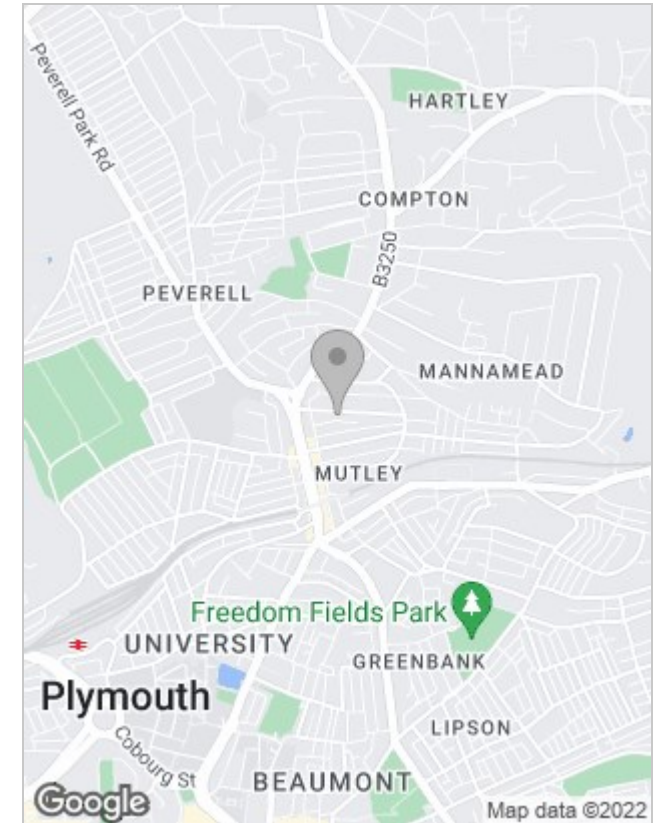 Peverell Park Rd
HARTLEY
COMPTON
B3250
PEVERELL
MANNAMEAD
MUTLEY
Freedom Fields Park
UNIVERSITY
GREENBANK
Plymouth
LIPSON
Cobourg St
BEAUMONT
Google
Map data ©2022